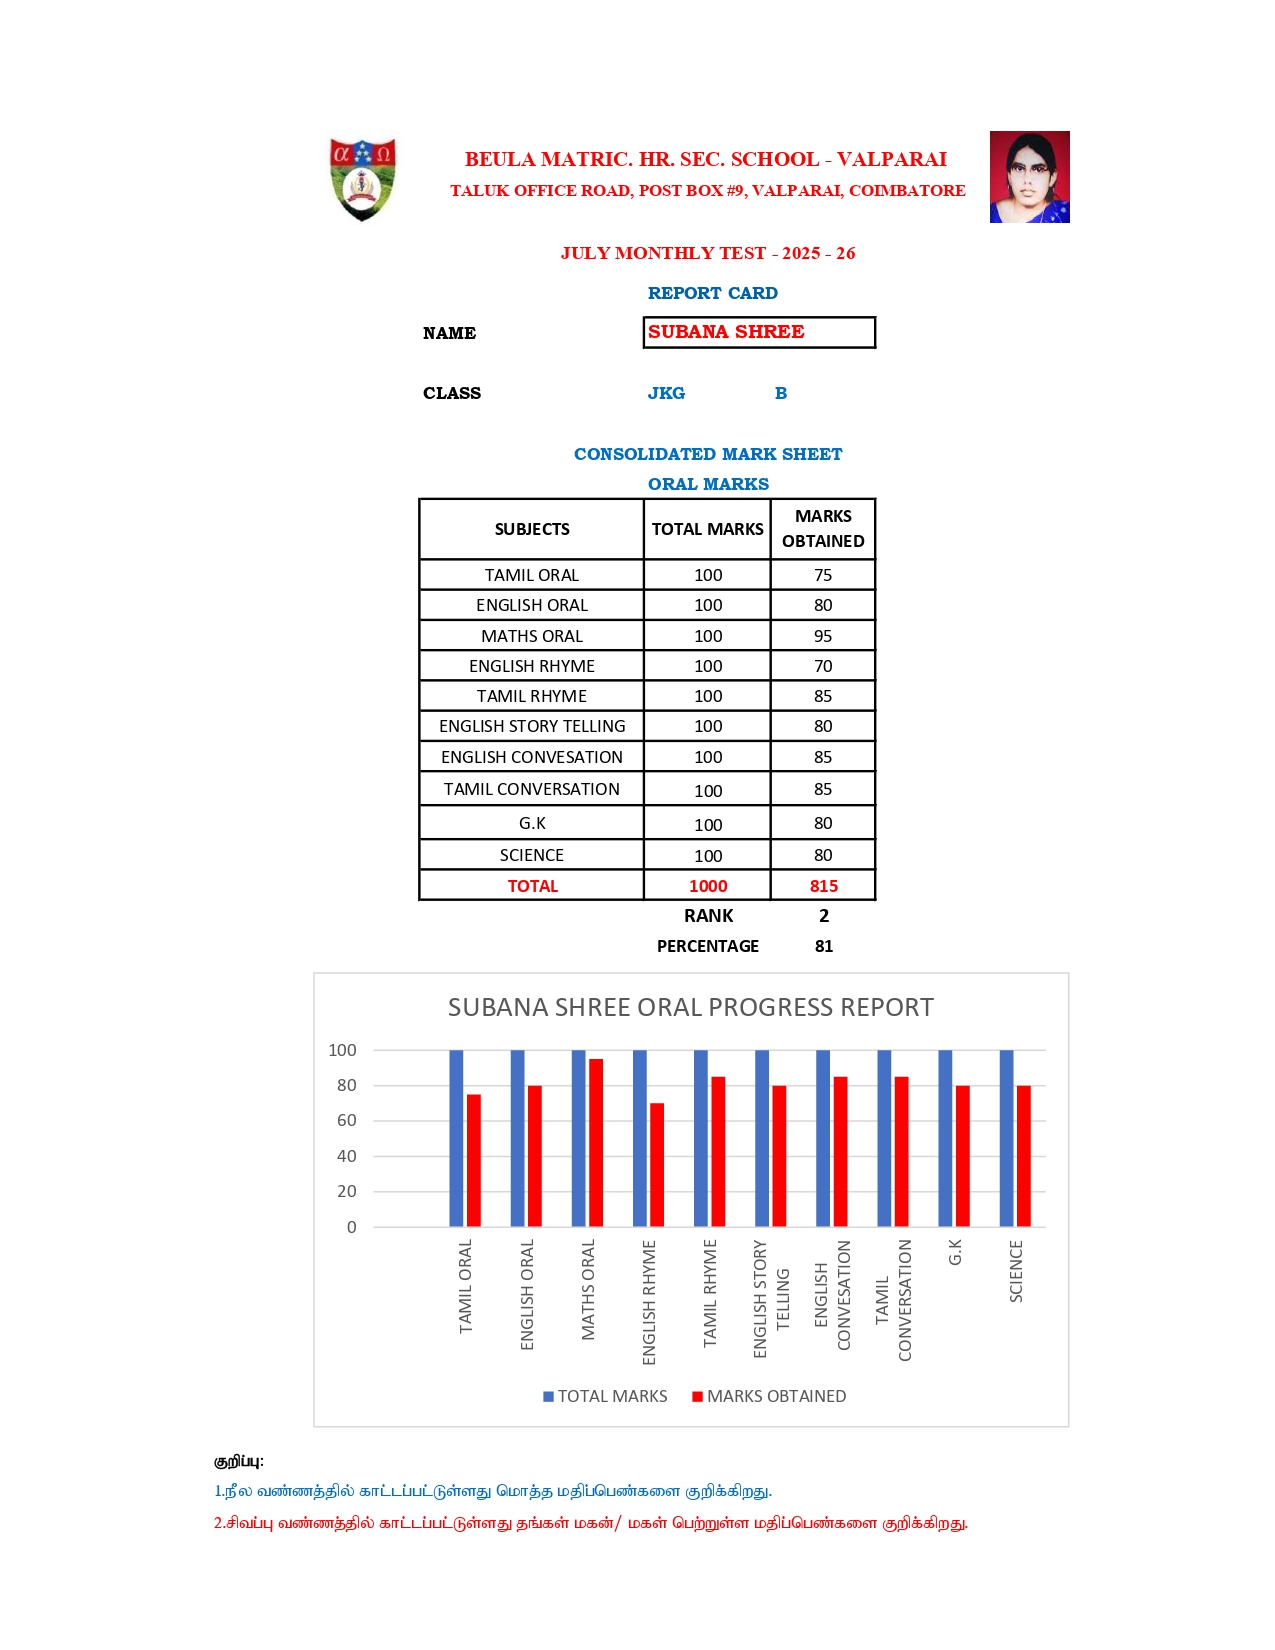 α Ω
BEULA MATRIC. HR. SEC. SCHOOL - VALPARAI
TALUK OFFICE ROAD, POST BOX #9, VALPARAI, COIMBATORE
JULY MONTHLY TEST - 2025 - 26
REPORT CARD
NAME SUBANA SHREE
CLASS JKG B
CONSOLIDATED MARK SHEET
ORAL MARKS
SUBJECTS TOTAL MARKS MARKS OBTAINED
TAMIL ORAL 100 75
ENGLISH ORAL 100 80
MATHS ORAL 100 95
ENGLISH RHYME 100 70
TAMIL RHYME 100 85
ENGLISH STORY TELLING 100 80
ENGLISH CONVESATION 100 85
TAMIL CONVERSATION 100 85
G.K 100 80
SCIENCE 100 80
TOTAL 1000 815
RANK 2
PERCENTAGE 81
SUBANA SHREE ORAL PROGRESS REPORT
100
80
60
40
20
0
TAMIL ORAL
ENGLISH ORAL
MATHS ORAL
ENGLISH RHYME
TAMIL RHYME
ENGLISH STORY
TELLING
ENGLISH
CONVESATION
TAMIL
CONVERSATION
G.K
SCIENCE
TOTAL MARKS MARKS OBTAINED
குறிப்பு:
1.நீல வண்ணத்தில் காட்டப்பட்டுள்ளது மொத்த மதிப்பெண்களை குறிக்கிறது.
2.சிவப்பு வண்ணத்தில் காட்டப்பட்டுள்ளது தங்கள் மகன்/ மகள் பெற்றுள்ள மதிப்பெண்களை குறிக்கிறது.